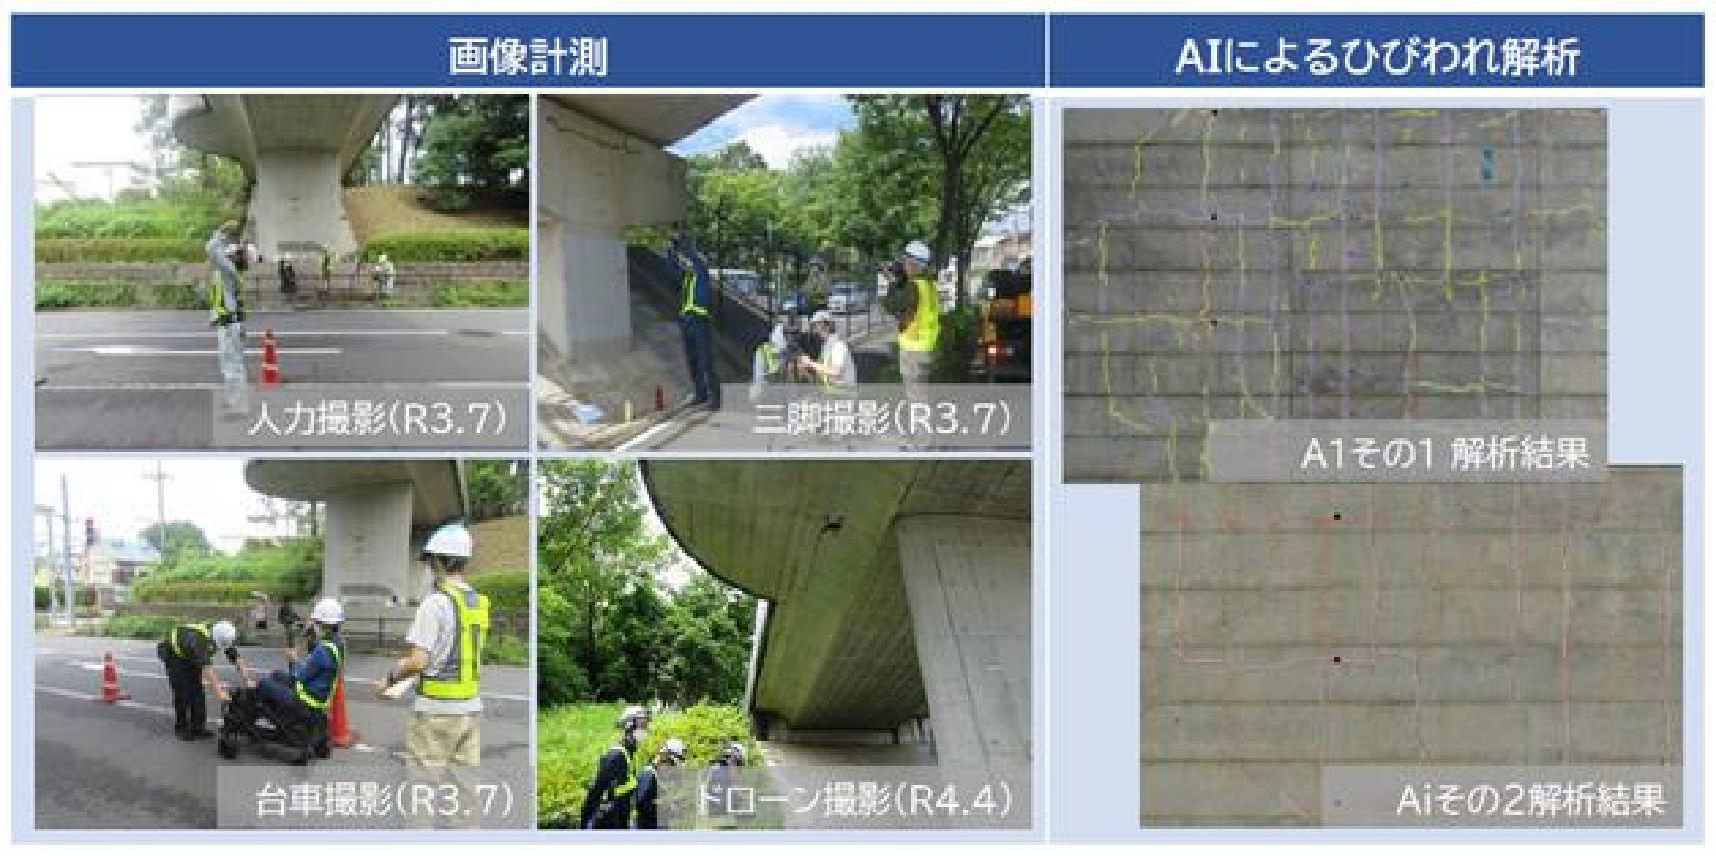 画像計測
AIによるひびわれ解析
人力撮影(R3.7)
三脚撮影(R3.7)
A1その1 解析結果
台車撮影(R3.7)
ドローン撮影(R4.4)
Aiその2解析結果